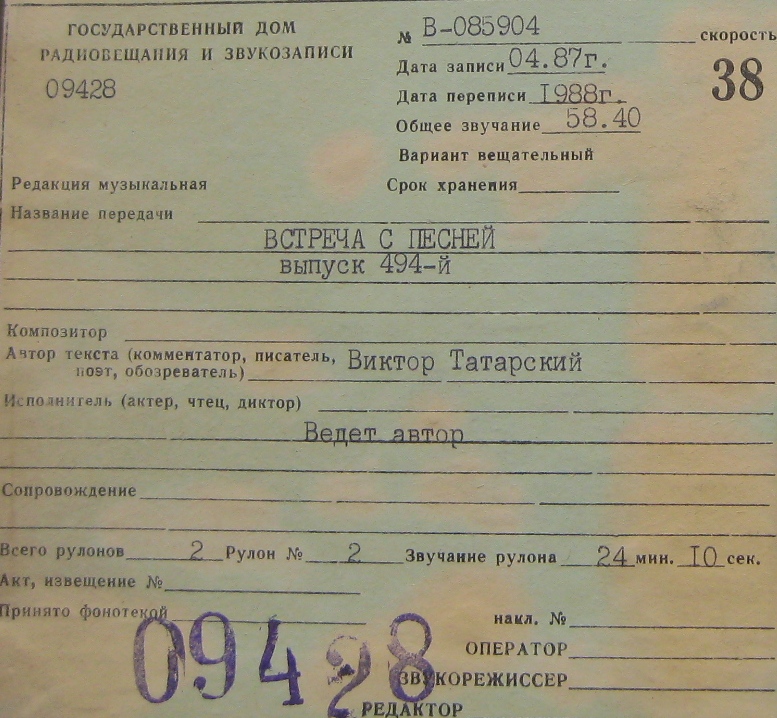 ГОСУДАРСТВЕННЫЙ ДОМ
РАДИОВЕЩАНИЯ И ЗВУКОЗАПИСИ
09428
№ В-085904 скорость
38
Дата записи 04.87г.
Дата переписи 1988г.
Общее звучание 58.40
Вариант вещательный
Редакция музыкальная Срок хранения
Название передачи
ВСТРЕЧА С ПЕСНЕЙ
выпуск 494-й
Композитор
Автор текста (комментатор, писатель, Виктор Татарский
поэт, обозреватель)
Исполнитель (актер, чтец, диктор)
Ведет автор
Сопровождение
Всего рулонов 2 Рулон № 2 Звучание рулона 24 мин. 10 сек.
Акт, извещение №
Принято фонотекой
09428
накл. №
ОПЕРАТОР
ЗВУКОРЕЖИССЕР
РЕДАКТОР